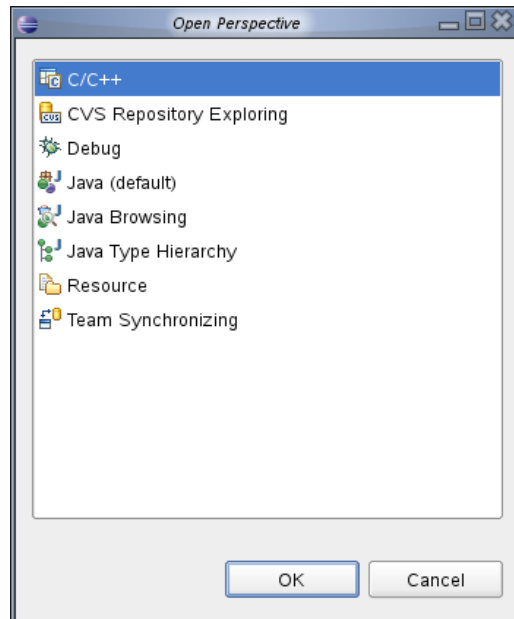 Open Perspective
C/C++
CVS Repository Exploring
Debug
Java (default)
Java Browsing
Java Type Hierarchy
Resource
Team Synchronizing
OK
Cancel